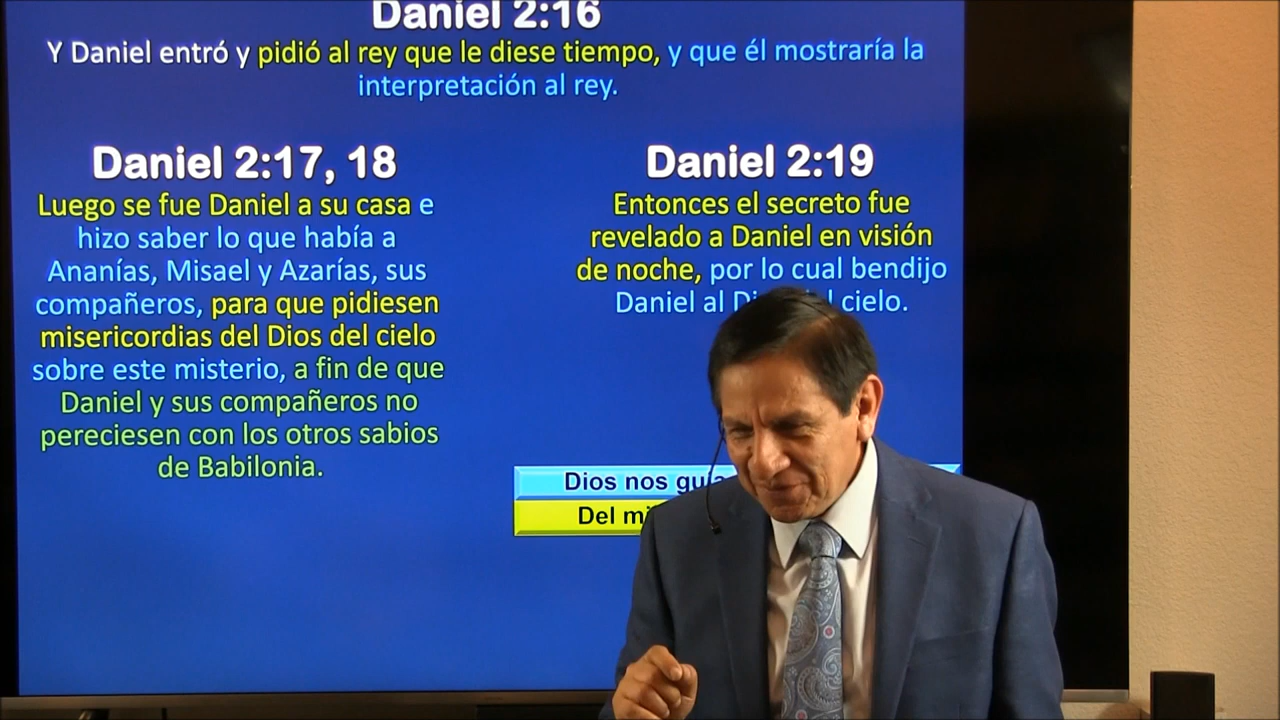 Daniel 2:16
Y Daniel entró y pidió al rey que le diese tiempo, y que él mostraría la
interpretación al rey.
Daniel 2:17, 18
Luego se fue Daniel a su casa e
hizo saber lo que había a
Ananías, Misael y Azarías, sus
compañeros, para que pidiesen
misericordias del Dios del cielo
sobre este misterio, a fin de que
Daniel y sus compañeros no
pereciesen con los otros sabios
de Babilonia.
Daniel 2:19
Entonces el secreto fue
revelado a Daniel en visión
de noche, por lo cual bendijo
Daniel al del cielo.
Dios nos guía
Del